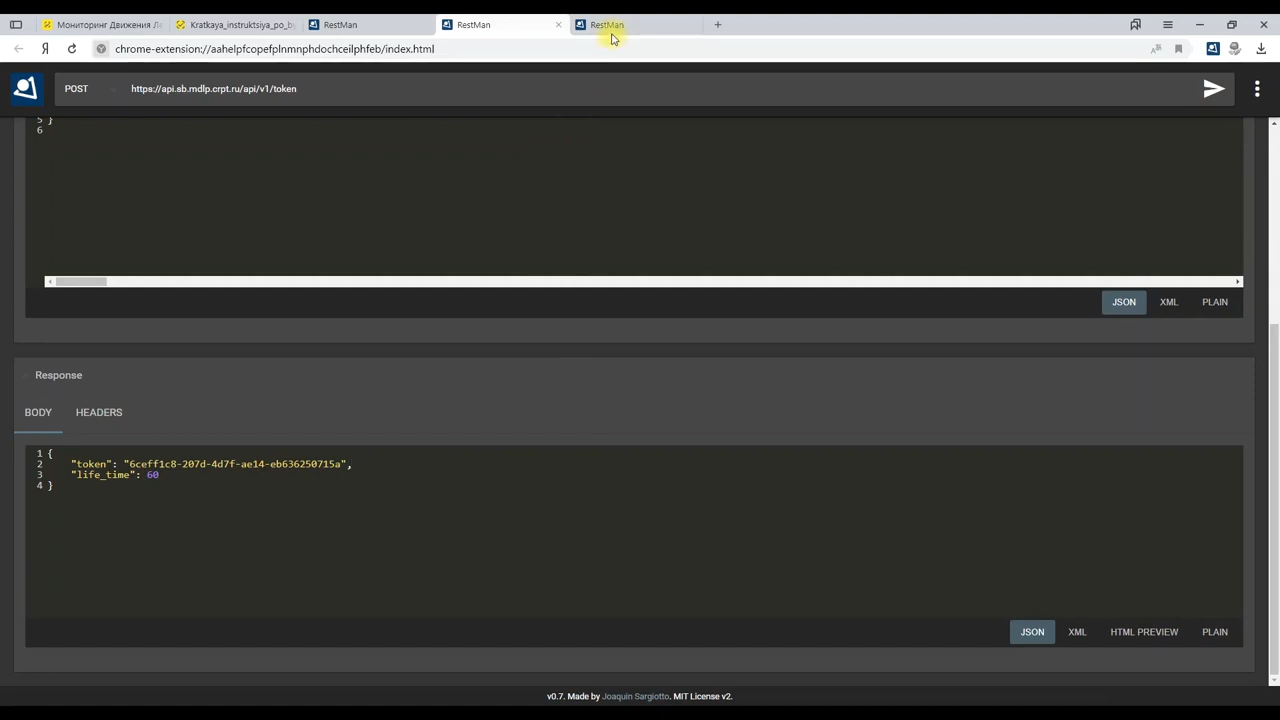 Мониторинг Движения Ле
Kratkaya_instruktsiya_po_by
RestMan
RestMan
RestMan
chrome-extension://aahelpfcopefplnmnphdochceilphfeb/index.html
POST
https://api.sb.mdlp.crpt.ru/api/v1/token
5 }
6
JSON
XML
PLAIN
Response
BODY
HEADERS
1 {
2 "token": "6ceff1c8-207d-4d7f-ae14-eb636250715a",
3 "life_time": 60
4 }
JSON
XML
HTML PREVIEW
PLAIN
v0.7. Made by Joaquin Sargiotto. MIT License v2.